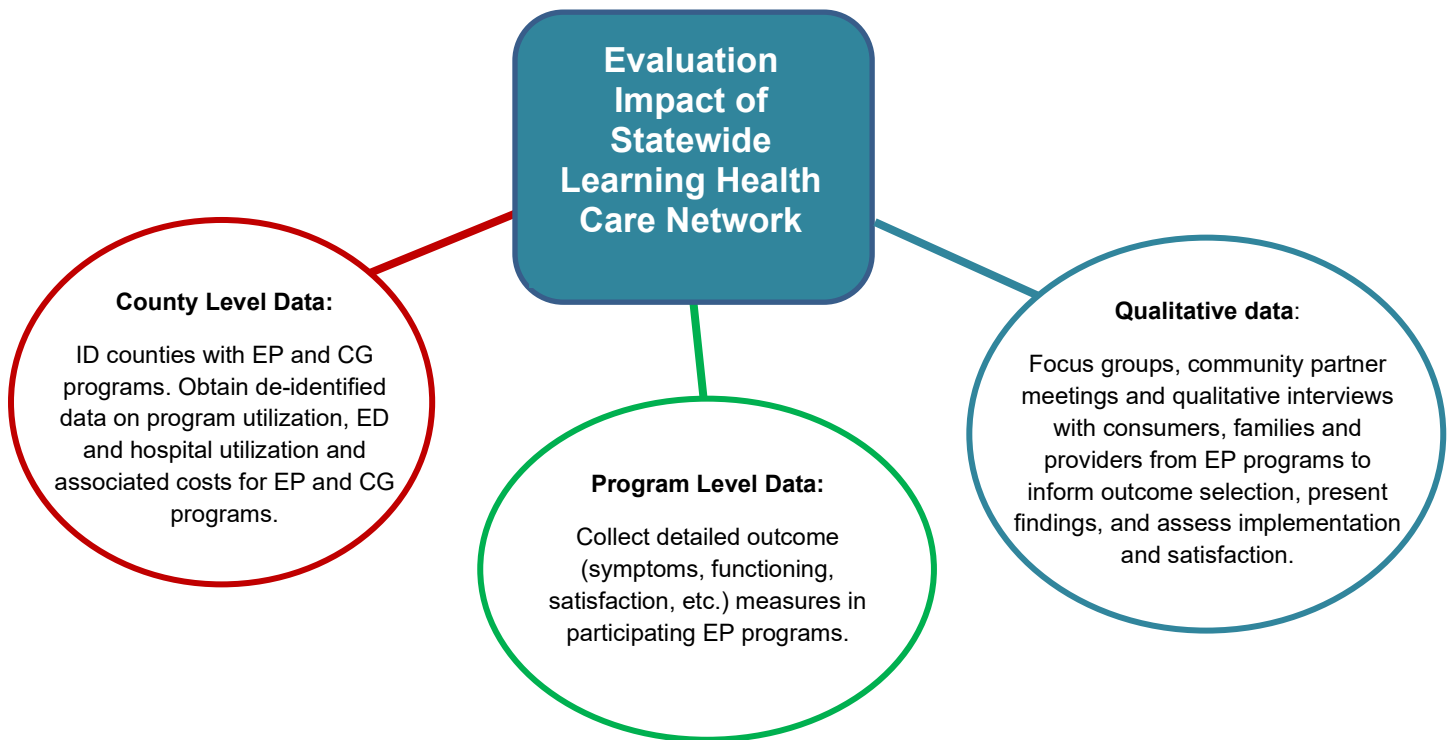 Evaluation
Impact of
Statewide
Learning Health
Care Network
County Level Data:
ID counties with EP and CG
programs. Obtain de-identified
data on program utilization, ED
and hospital utilization and
associated costs for EP and CG
programs.
Program Level Data:
Collect detailed outcome
(symptoms, functioning,
satisfaction, etc.) measures in
participating EP programs.
Qualitative data:
Focus groups, community partner
meetings and qualitative interviews
with consumers, families and
providers from EP programs to
inform outcome selection, present
findings, and assess implementation
and satisfaction.